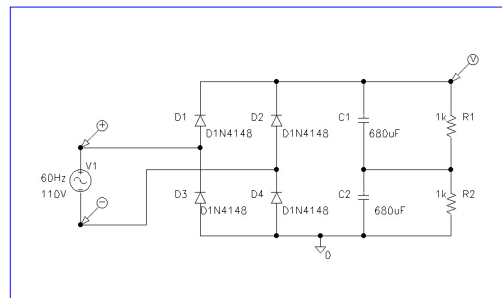 V
D1
D2
C1
1k
R1
D1N4148
D1N4148
680uF
+
V1
60Hz
110V
D3
D4
C2
1k
R2
D1N4148
D1N4148
680uF
-
0